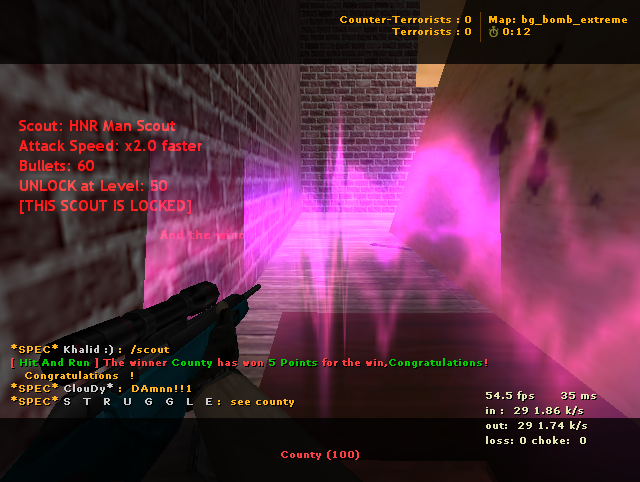 Counter-Terrorists : 0
Terrorists : 0
Map: bg_bomb_extreme
0:12
Scout: HNR Man Scout
Attack Speed: x2.0 faster
Bullets: 60
UNLOCK at Level: 50
[THIS SCOUT IS LOCKED]
And the winn
*SPEC* Khalid :) : /scout
[ Hit And Run ] The winner County has won 5 Points for the win,Congratulations!
Congratulations !
*SPEC* ClouDy* : DAmnn!!1
*SPEC* S T R U G G L E : see county
54.5 fps 35 ms
in : 29 1.86 k/s
out: 29 1.74 k/s
loss: 0 choke: 0
County (100)